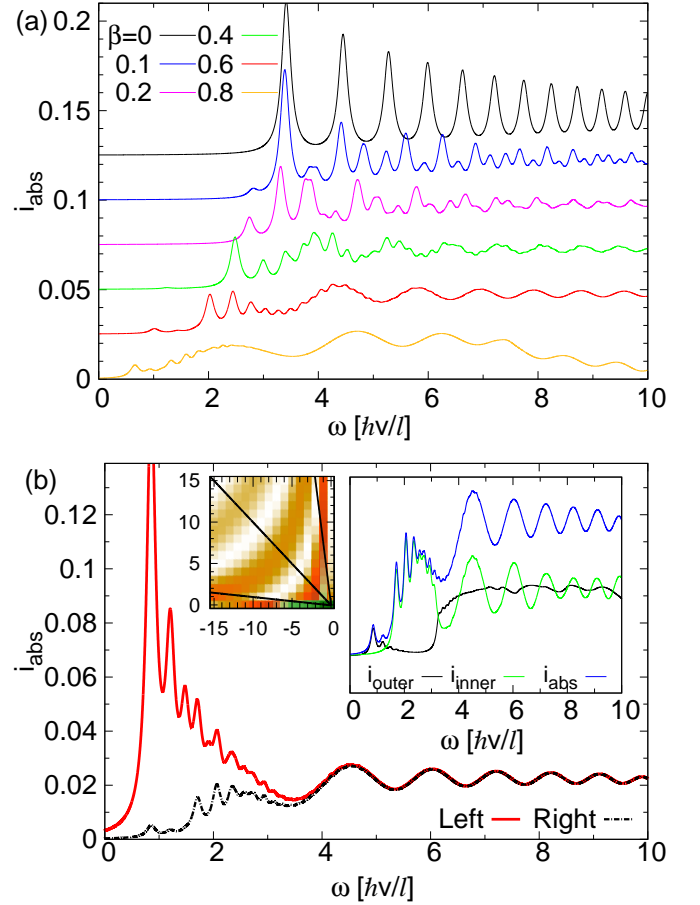 (a)
0.2
0.15
0.1
0.05
0
i_abs
β=0 0.4
0.1 0.6
0.2 0.8
0 2 4 6 8 10
ω [ħv/l]
(b)
0.12
0.1
0.08
0.06
0.04
0.02
0
i_abs
15
10
5
0
-15 -10 -5 0
i_outer i_inner i_abs
0 2 4 6 8 10
ω [ħv/l]
Left Right
0 2 4 6 8 10
ω [ħv/l]